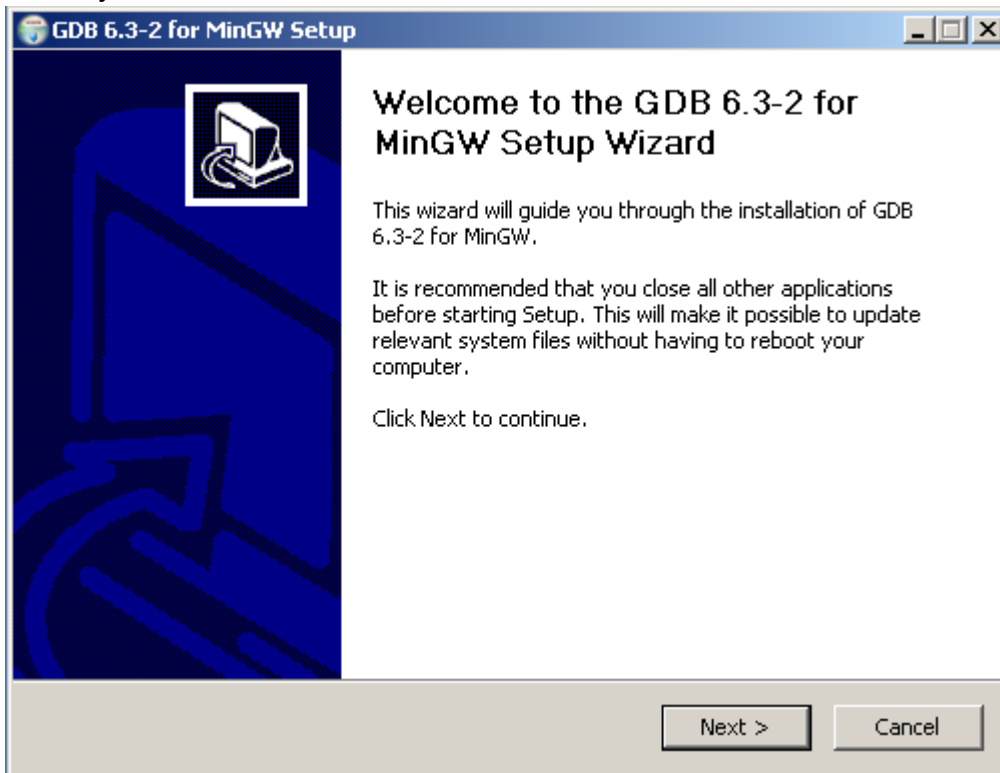 GDB 6.3-2 for MinGW Setup
Welcome to the GDB 6.3-2 for
MinGW Setup Wizard
This wizard will guide you through the installation of GDB
6.3-2 for MinGW.
It is recommended that you close all other applications
before starting Setup. This will make it possible to update
relevant system files without having to reboot your
computer.
Click Next to continue.
Next >
Cancel